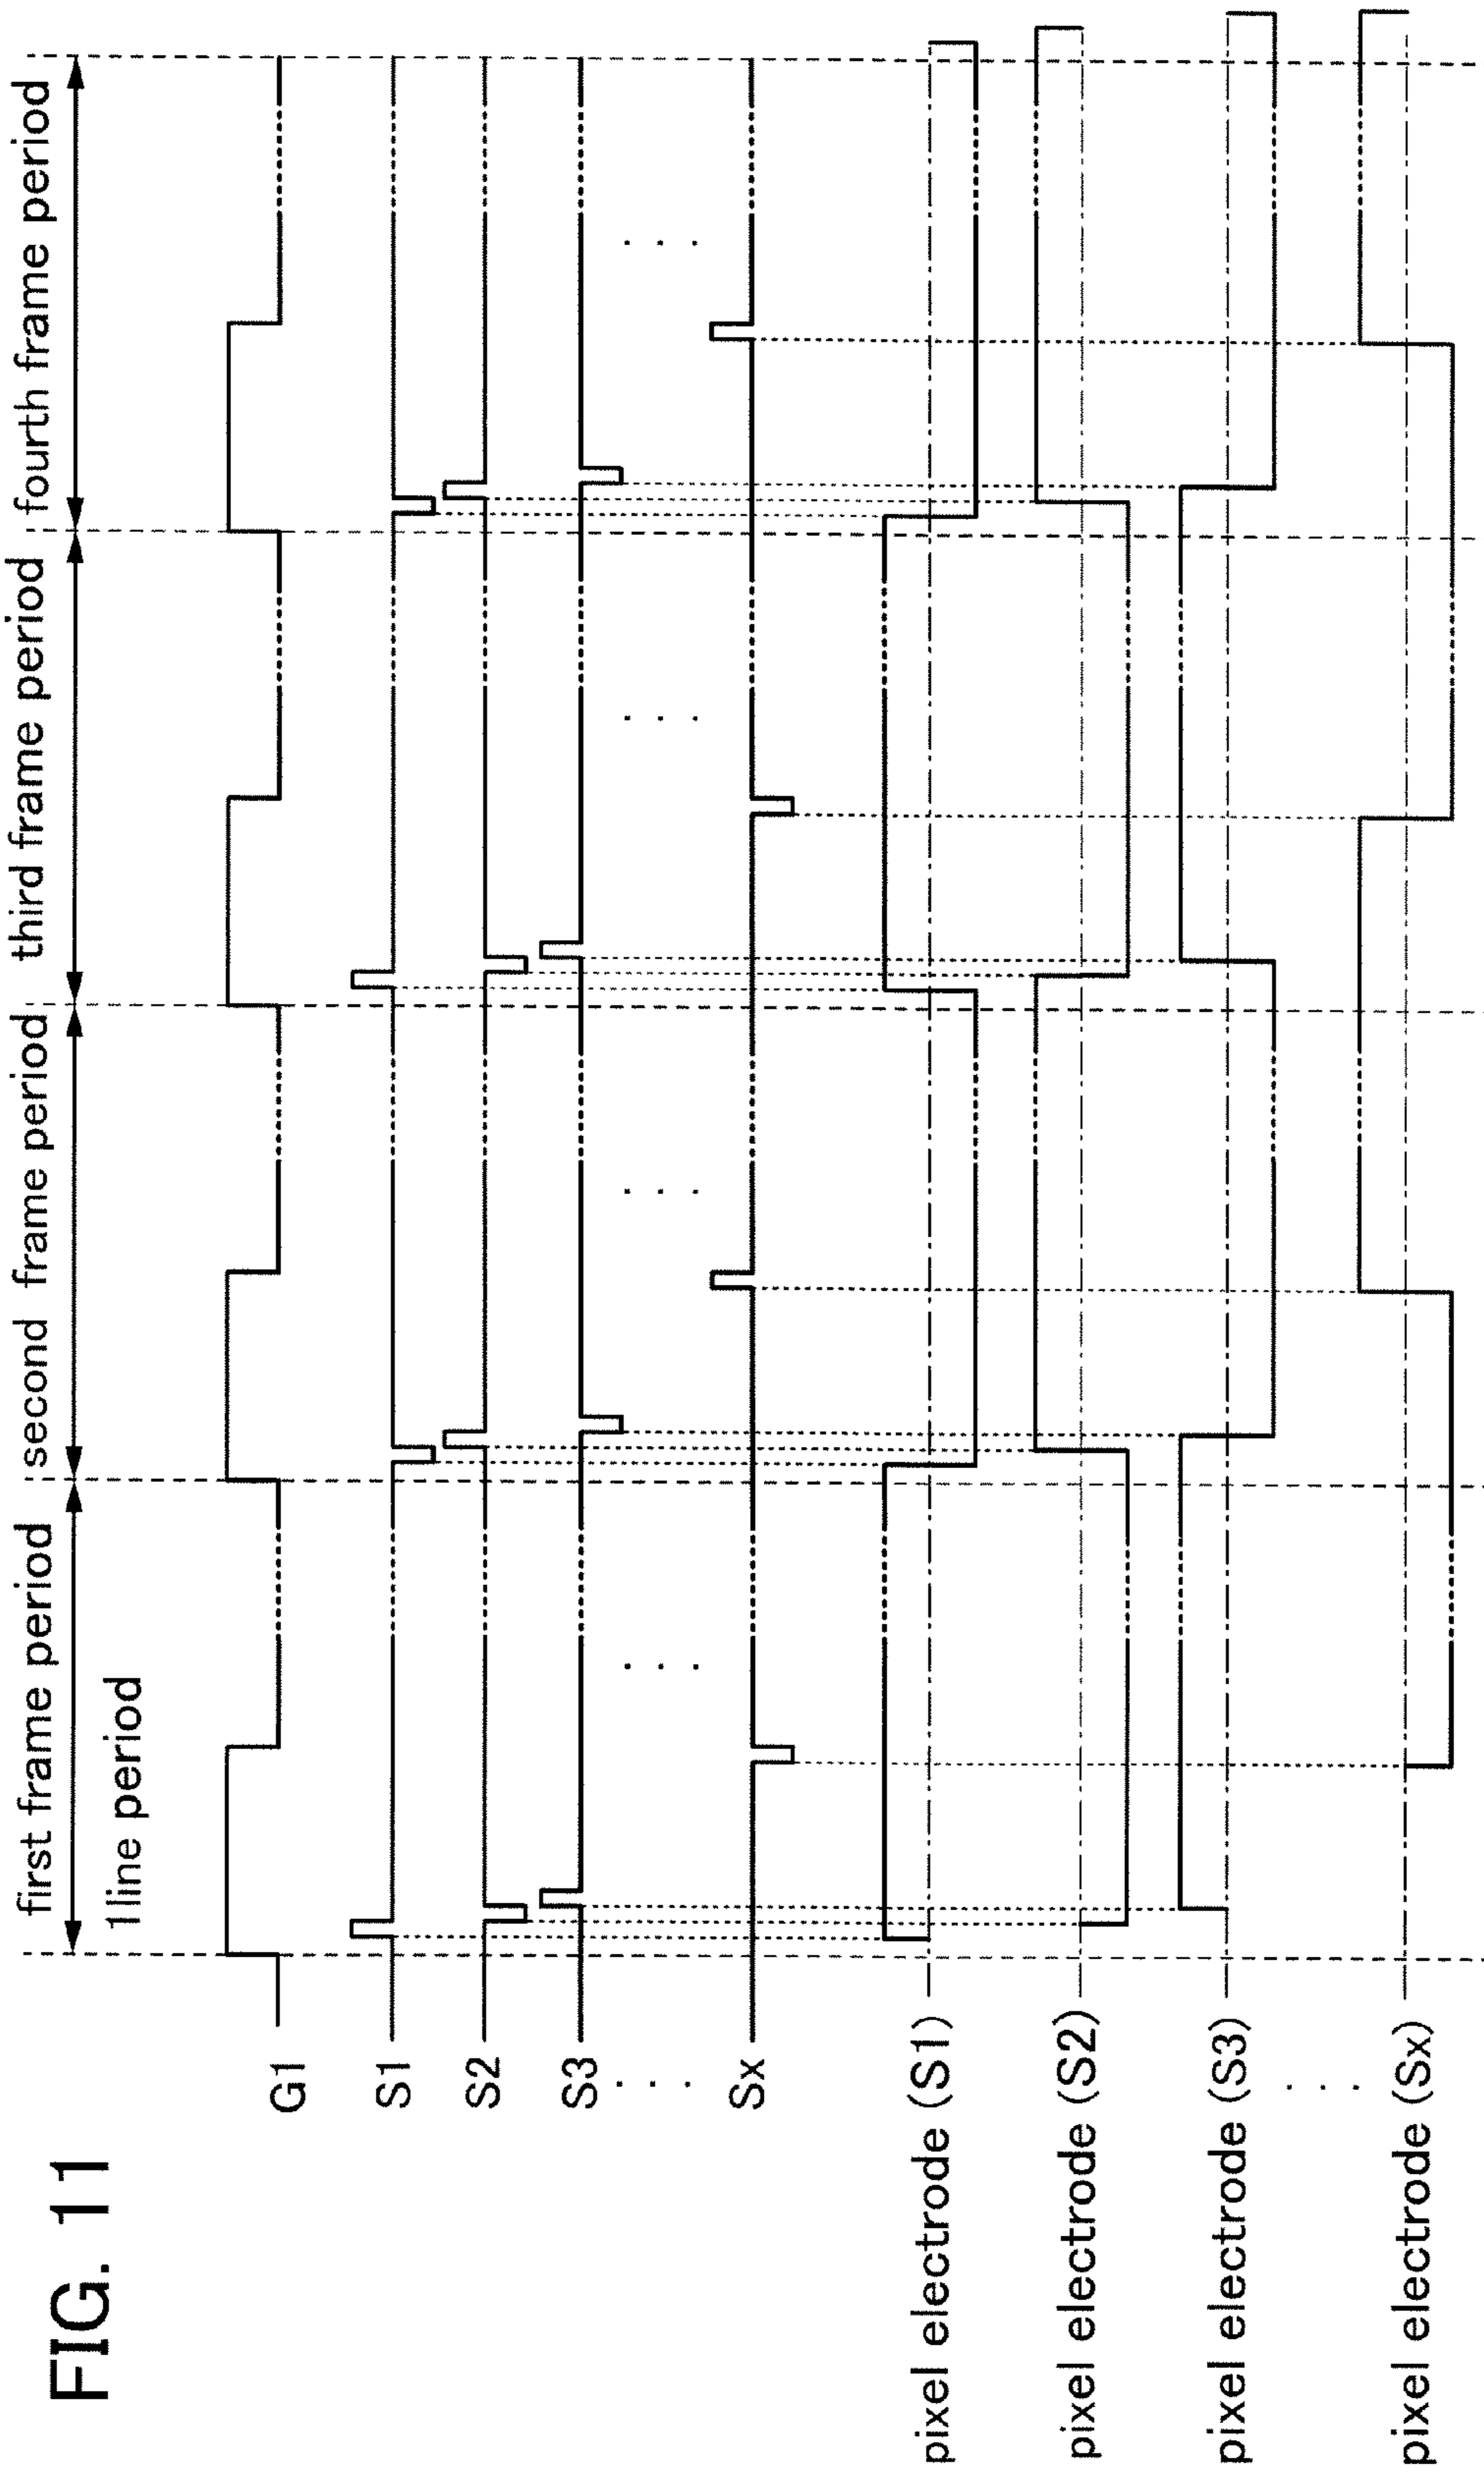 FIG. 11
first frame period
second frame period
third frame period
fourth frame period
1line period
G1
S1
S2
S3
. . .
Sx
pixel electrode (S1)
pixel electrode (S2)
pixel electrode (S3)
. . .
pixel electrode (Sx)